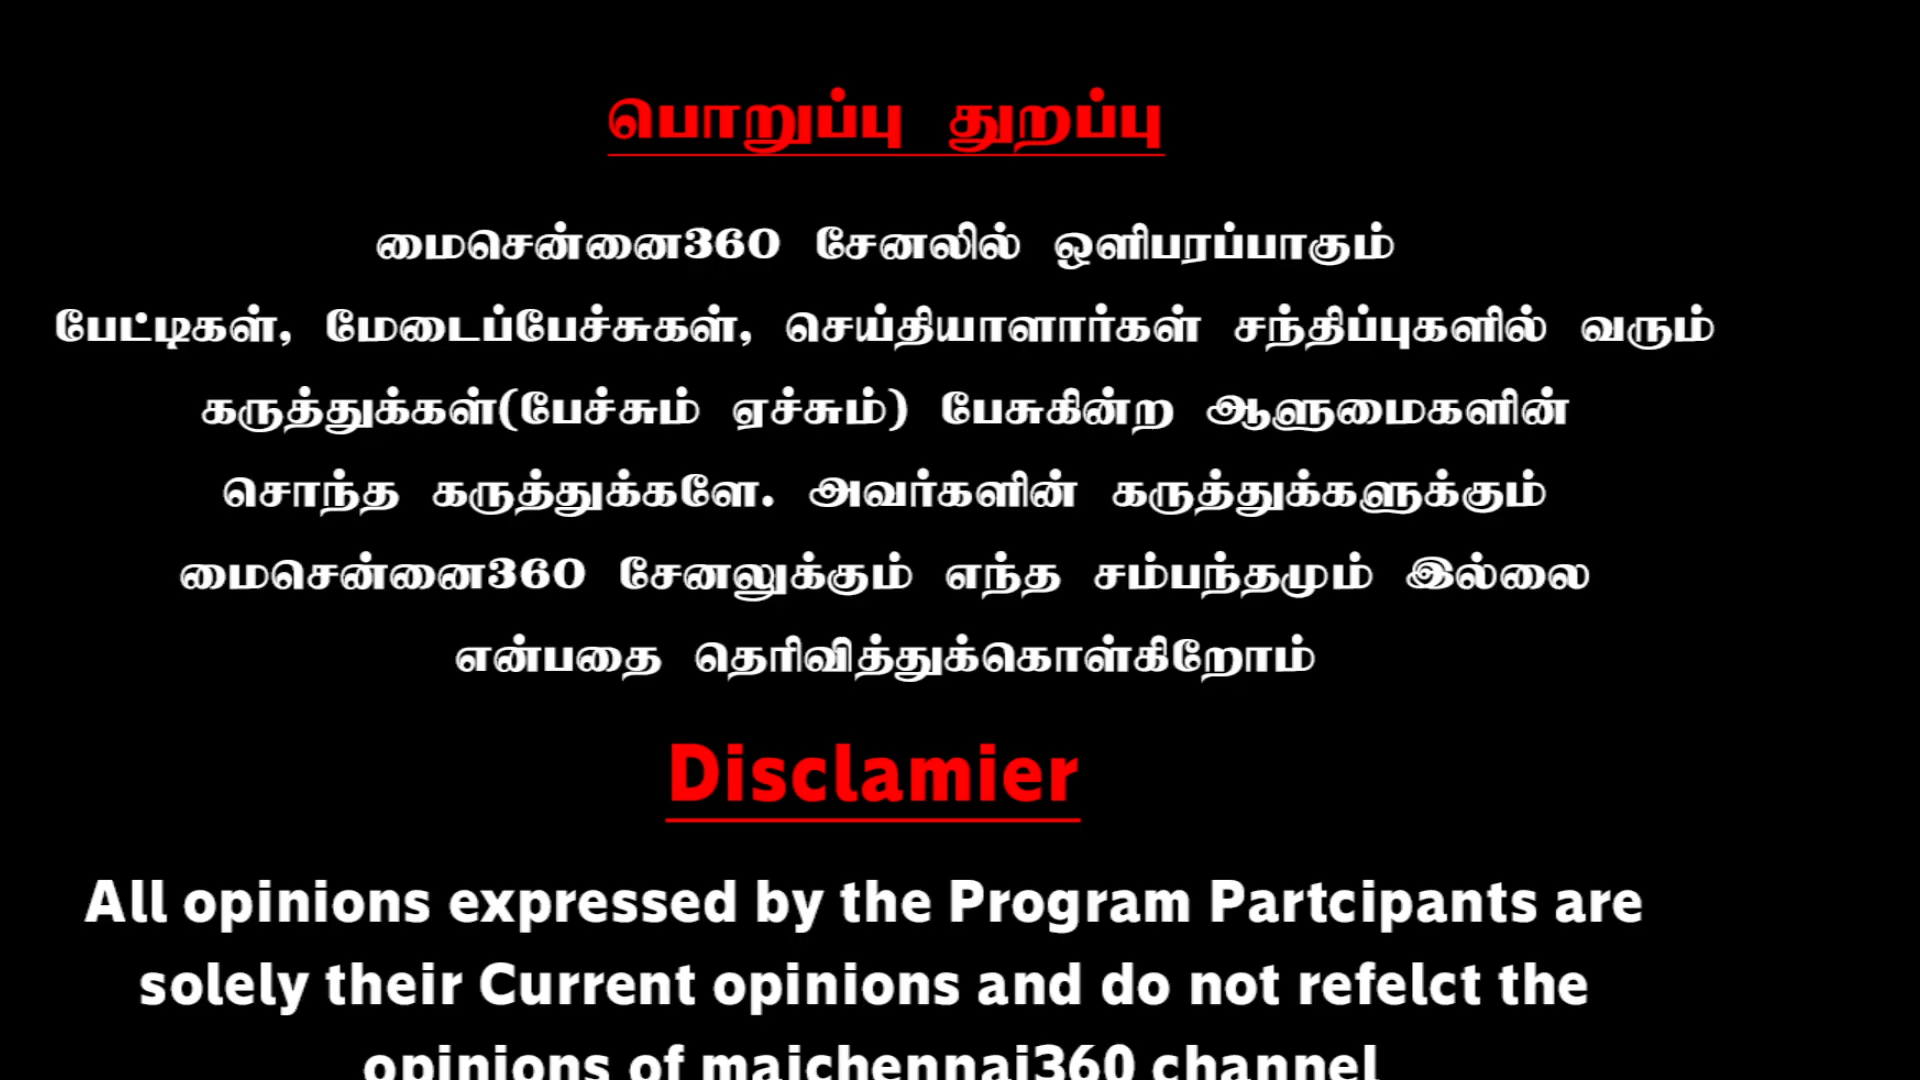 பொறுப்பு துறப்பு
மைசென்னை360 சேனலில் ஒளிபரப்பாகும்
பேட்டிகள், மேடைப்பேச்சுகள், செய்தியாளார்கள் சந்திப்புகளில் வரும்
கருத்துக்கள்(பேச்சும் ஏச்சும்) பேசுகின்ற ஆளுமைகளின்
சொந்த கருத்துக்களே. அவர்களின் கருத்துக்களுக்கும்
மைசென்னை360 சேனலுக்கும் எந்த சம்பந்தமும் இல்லை
என்பதை தெரிவித்துக்கொள்கிறோம்
Disclamier
All opinions expressed by the Program Partcipants are
solely their Current opinions and do not refelct the
opinions of maichennai360 channel